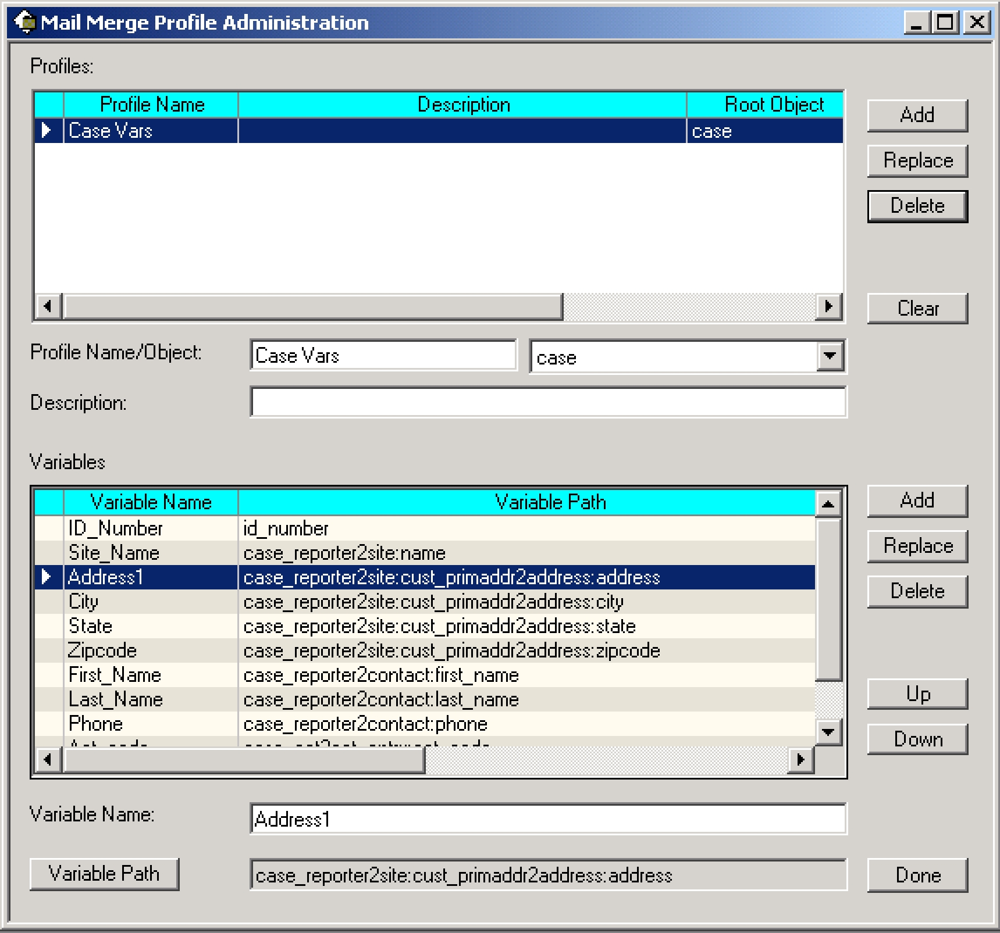 Mail Merge Profile Administration
Profiles:
Profile Name Description Root Object
Case Vars case
Add
Replace
Delete
Clear
Profile Name/Object: Case Vars case
Description:
Variables
Variable Name Variable Path
ID_Number id_number
Site_Name case_reporter2site:name
Address1 case_reporter2site:cust_primaddr2address:address
City case_reporter2site:cust_primaddr2address:city
State case_reporter2site:cust_primaddr2address:state
Zipcode case_reporter2site:cust_primaddr2address:zipcode
First_Name case_reporter2contact:first_name
Last_Name case_reporter2contact:last_name
Phone case_reporter2contact:phone
Add
Replace
Delete
Up
Down
Variable Name: Address1
Variable Path case_reporter2site:cust_primaddr2address:address Done